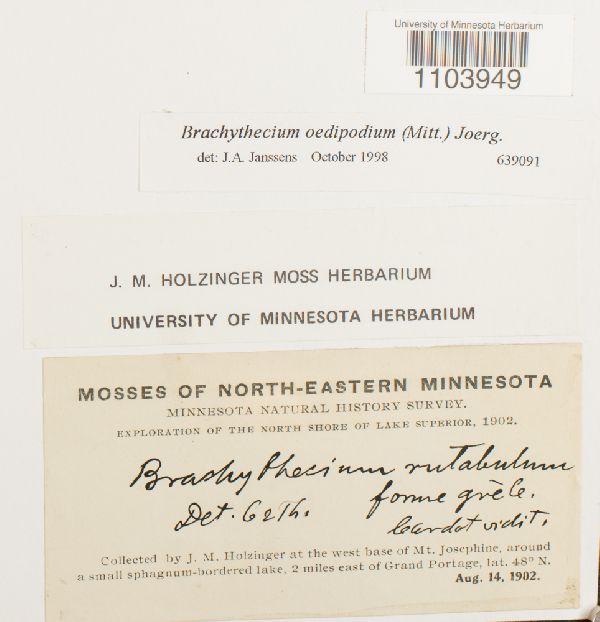 University of Minnesota Herbarium
1103949
Brachythecium oedipodium (Mitt.) Joerg.
det: J.A. Janssens October 1998 639091
J. M. HOLZINGER MOSS HERBARIUM
UNIVERSITY OF MINNESOTA HERBARIUM
MOSSES OF NORTH-EASTERN MINNESOTA
MINNESOTA NATURAL HISTORY SURVEY.
EXPLORATION OF THE NORTH SHORE OF LAKE SUPERIOR, 1902.
Brachythecium rutabulum
forme grèle.
Det. C & Th.
Cardot vidit.
Collected by J. M. Holzinger at the west base of Mt. Josephine, around
a small sphagnum-bordered lake, 2 miles east of Grand Portage, lat. 48° N.
Aug. 14, 1902.